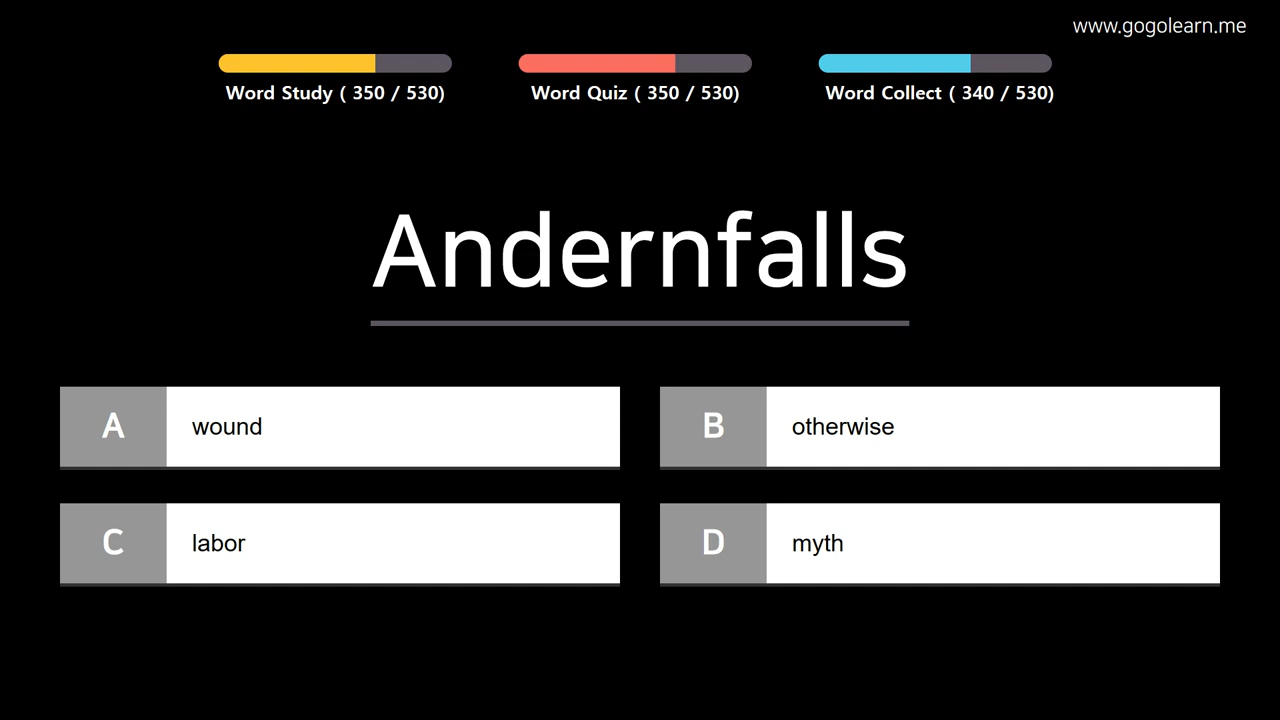 www.gogolearn.me
Word Study ( 350 / 530)
Word Quiz ( 350 / 530)
Word Collect ( 340 / 530)
Andernfalls
A wound
B otherwise
C labor
D myth